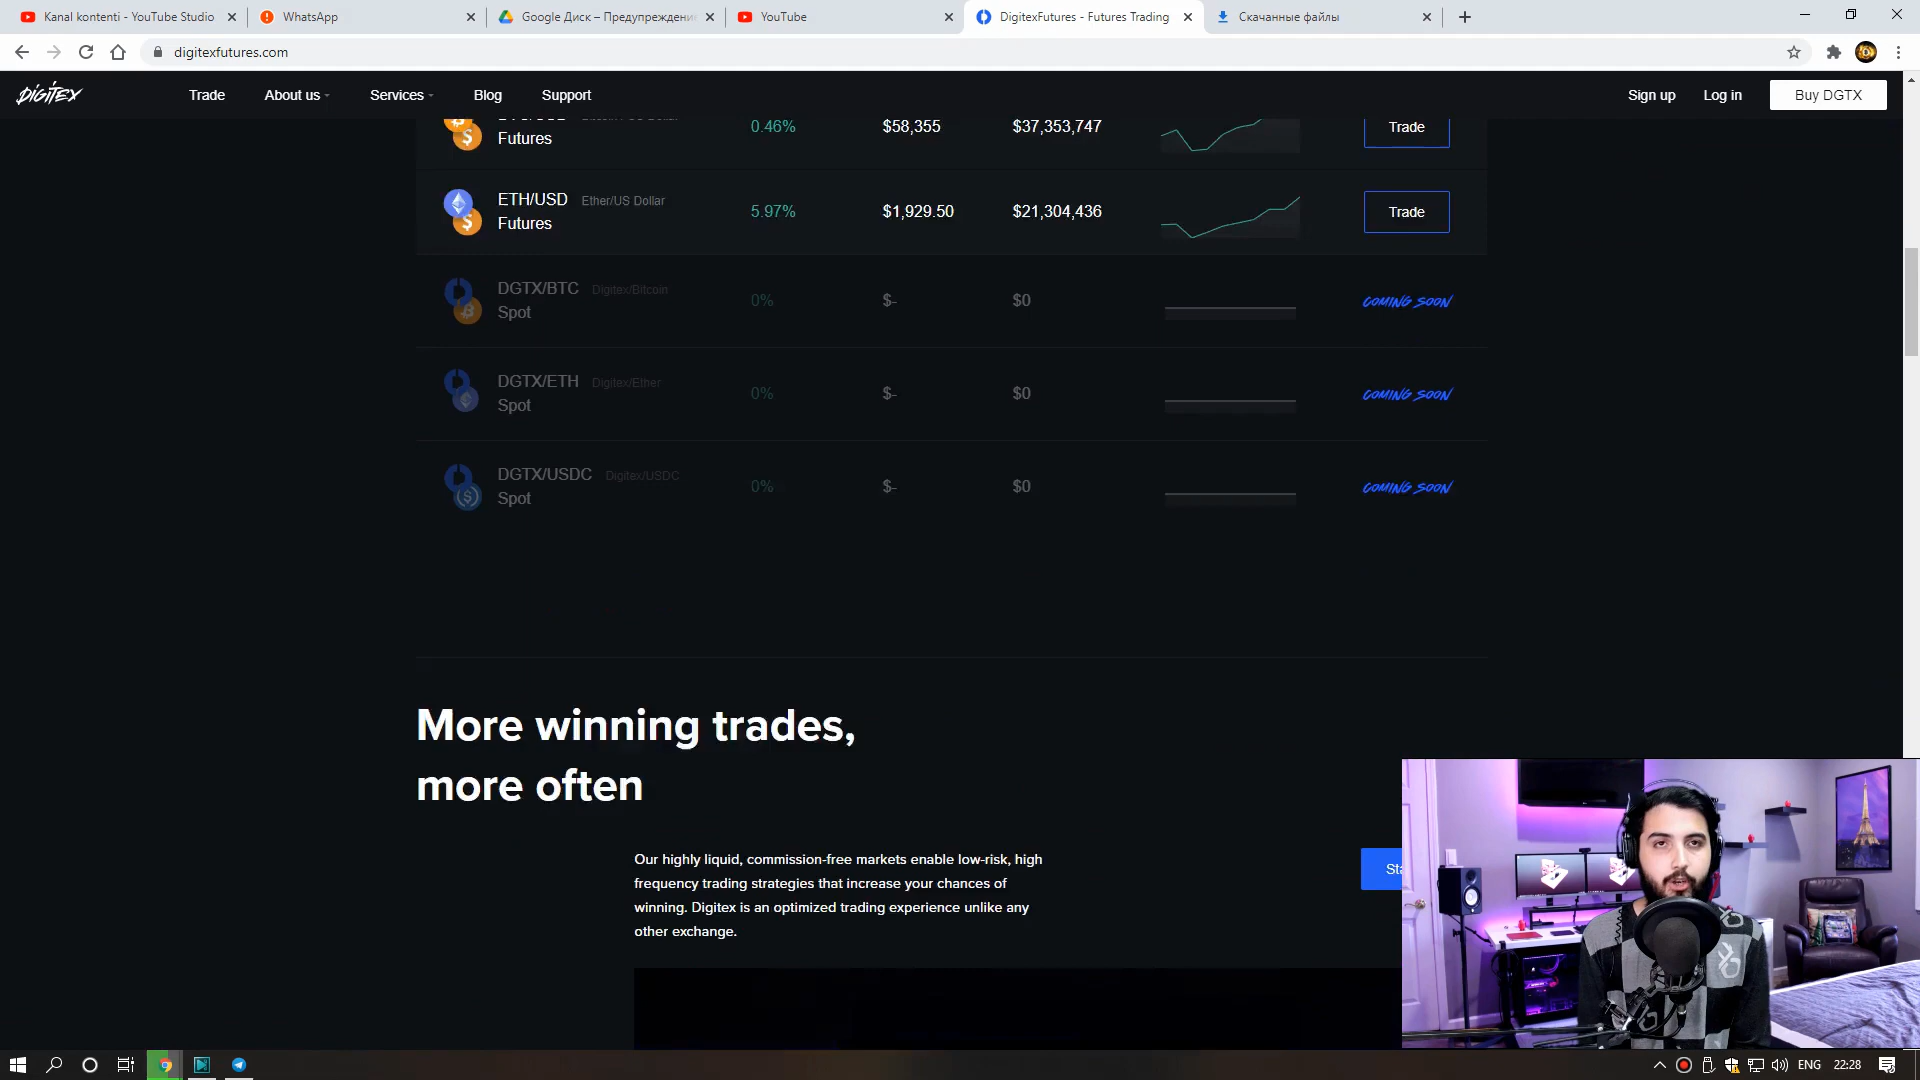 Kanal kontenti - YouTube Studio
WhatsApp
Google Диск – Предупреждени
YouTube
DigitexFutures - Futures Trading
Скачанные файлы
digitexfutures.com
DIGITEX
Trade
About us
Services
Blog
Support
Sign up
Log in
Buy DGTX
Futures
0.46%
$58,355
$37,353,747
Trade
ETH/USD Ether/US Dollar
Futures
5.97%
$1,929.50
$21,304,436
Trade
DGTX/BTC Digitex/Bitcoin
Spot
0%
$-
$0
COMING SOON
DGTX/ETH Digitex/Ether
Spot
0%
$-
$0
COMING SOON
DGTX/USDC Digitex/USDC
Spot
0%
$-
$0
COMING SOON
More winning trades,
more often
Our highly liquid, commission-free markets enable low-risk, high
frequency trading strategies that increase your chances of
winning. Digitex is an optimized trading experience unlike any
other exchange.
Sta
ENG
22:28